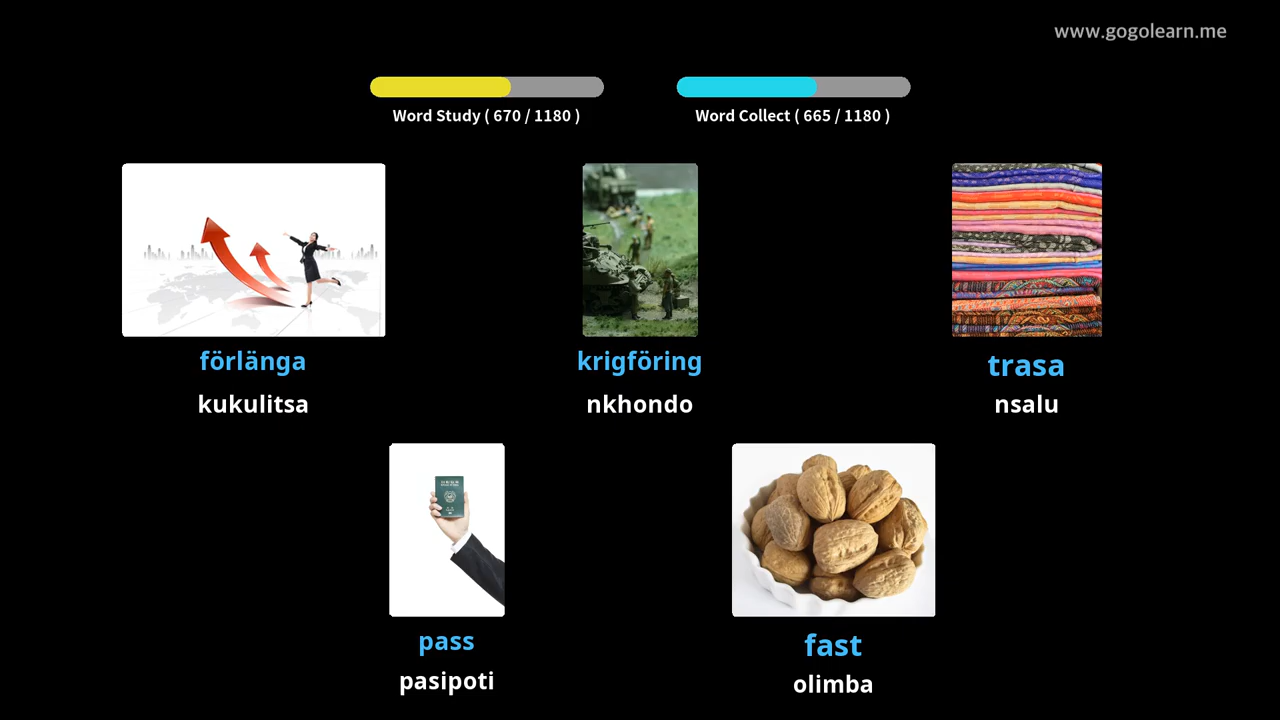 www.gogolearn.me
Word Study ( 670 / 1180 )
Word Collect ( 665 / 1180 )
förlänga
krigföring
trasa
kukulitsa
nkhondo
nsalu
pass
fast
pasipoti
olimba